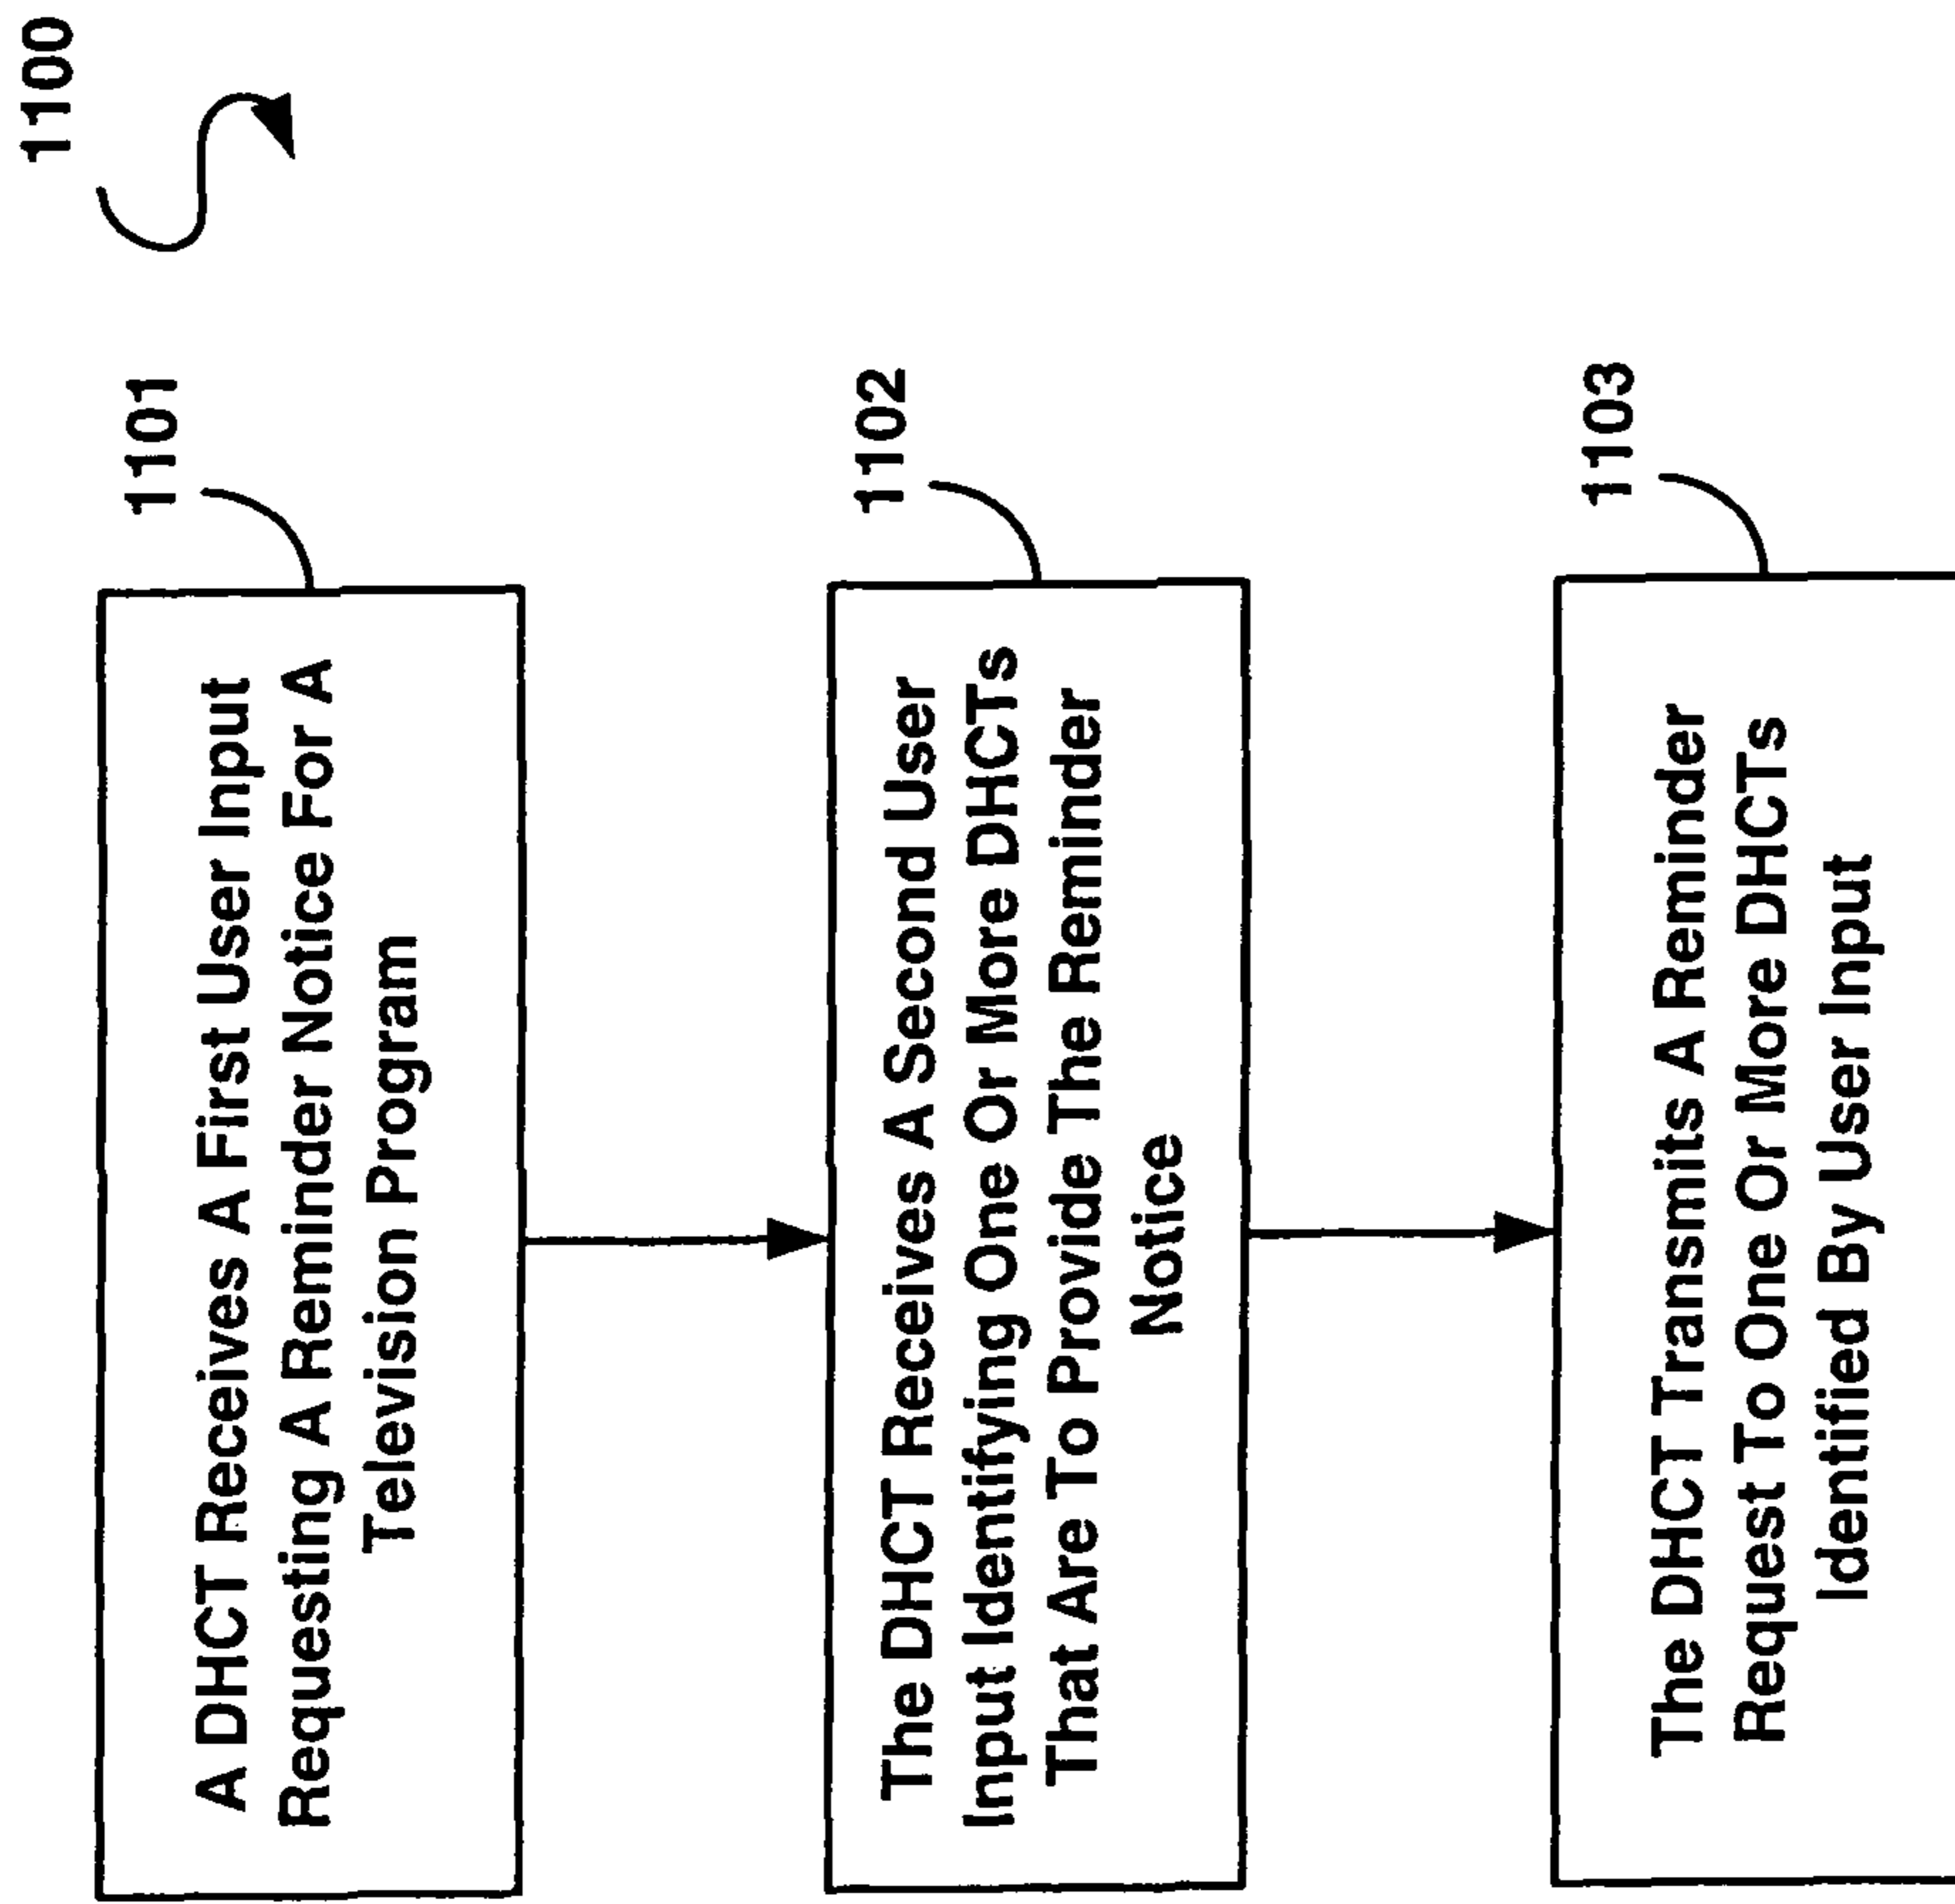 1100
1101
A DHCT Receives A First User Input
Requesting A Reminder Notice For A
Television Program
1102
The DHCT Receives A Second User
Input Identifying One Or More DHCTs
That Are To Provide The Reminder
Notice
1103
The DHCT Transmits A Reminder
Request To One Or More DHCTs
Identified By User Input